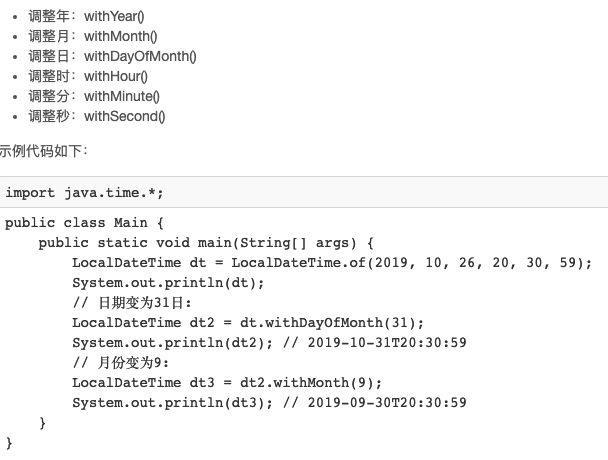 调整年：withYear()
调整月：withMonth()
调整日：withDayOfMonth()
调整时：withHour()
调整分：withMinute()
调整秒：withSecond()
示例代码如下：
import java.time.*;
public class Main {
    public static void main(String[] args) {
        LocalDateTime dt = LocalDateTime.of(2019, 10, 26, 20, 30, 59);
        System.out.println(dt);
        // 日期变为31日:
        LocalDateTime dt2 = dt.withDayOfMonth(31);
        System.out.println(dt2); // 2019-10-31T20:30:59
        // 月份变为9:
        LocalDateTime dt3 = dt2.withMonth(9);
        System.out.println(dt3); // 2019-09-30T20:30:59
    }
}